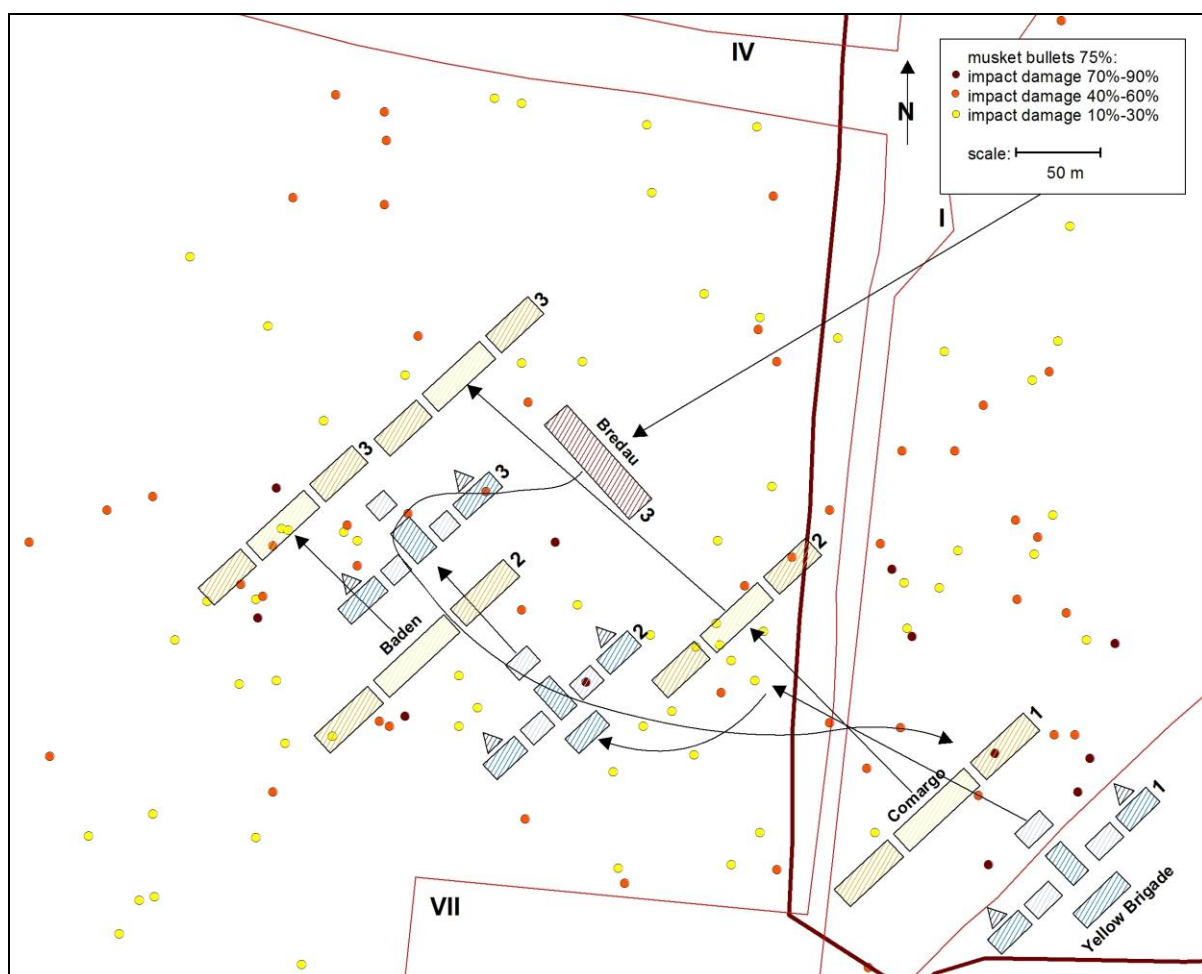 IV
musket bullets 75%:
impact damage 70%-90%
impact damage 40%-60%
impact damage 10%-30%
N
scale:
50 m
I
3
Bredau
3
3
3
2
2
Baden
2
1
Comargo
1
Yellow Brigade
VII